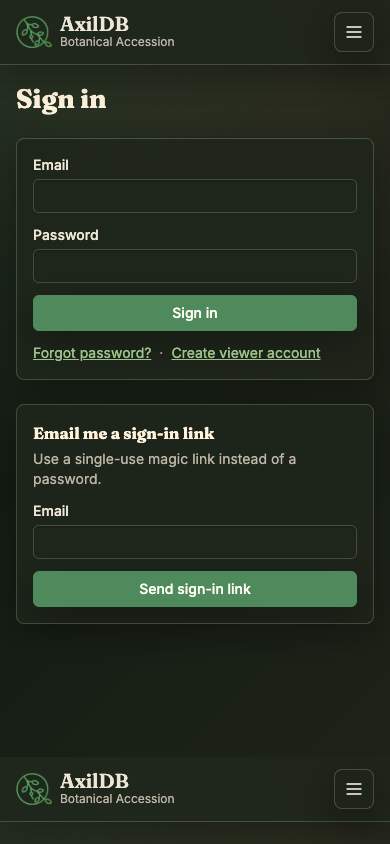 AxilDB
Botanical Accession
Sign in
Email
Password
Sign in
Forgot password? · Create viewer account
Email me a sign-in link
Use a single-use magic link instead of a
password.
Email
Send sign-in link
AxilDB
Botanical Accession